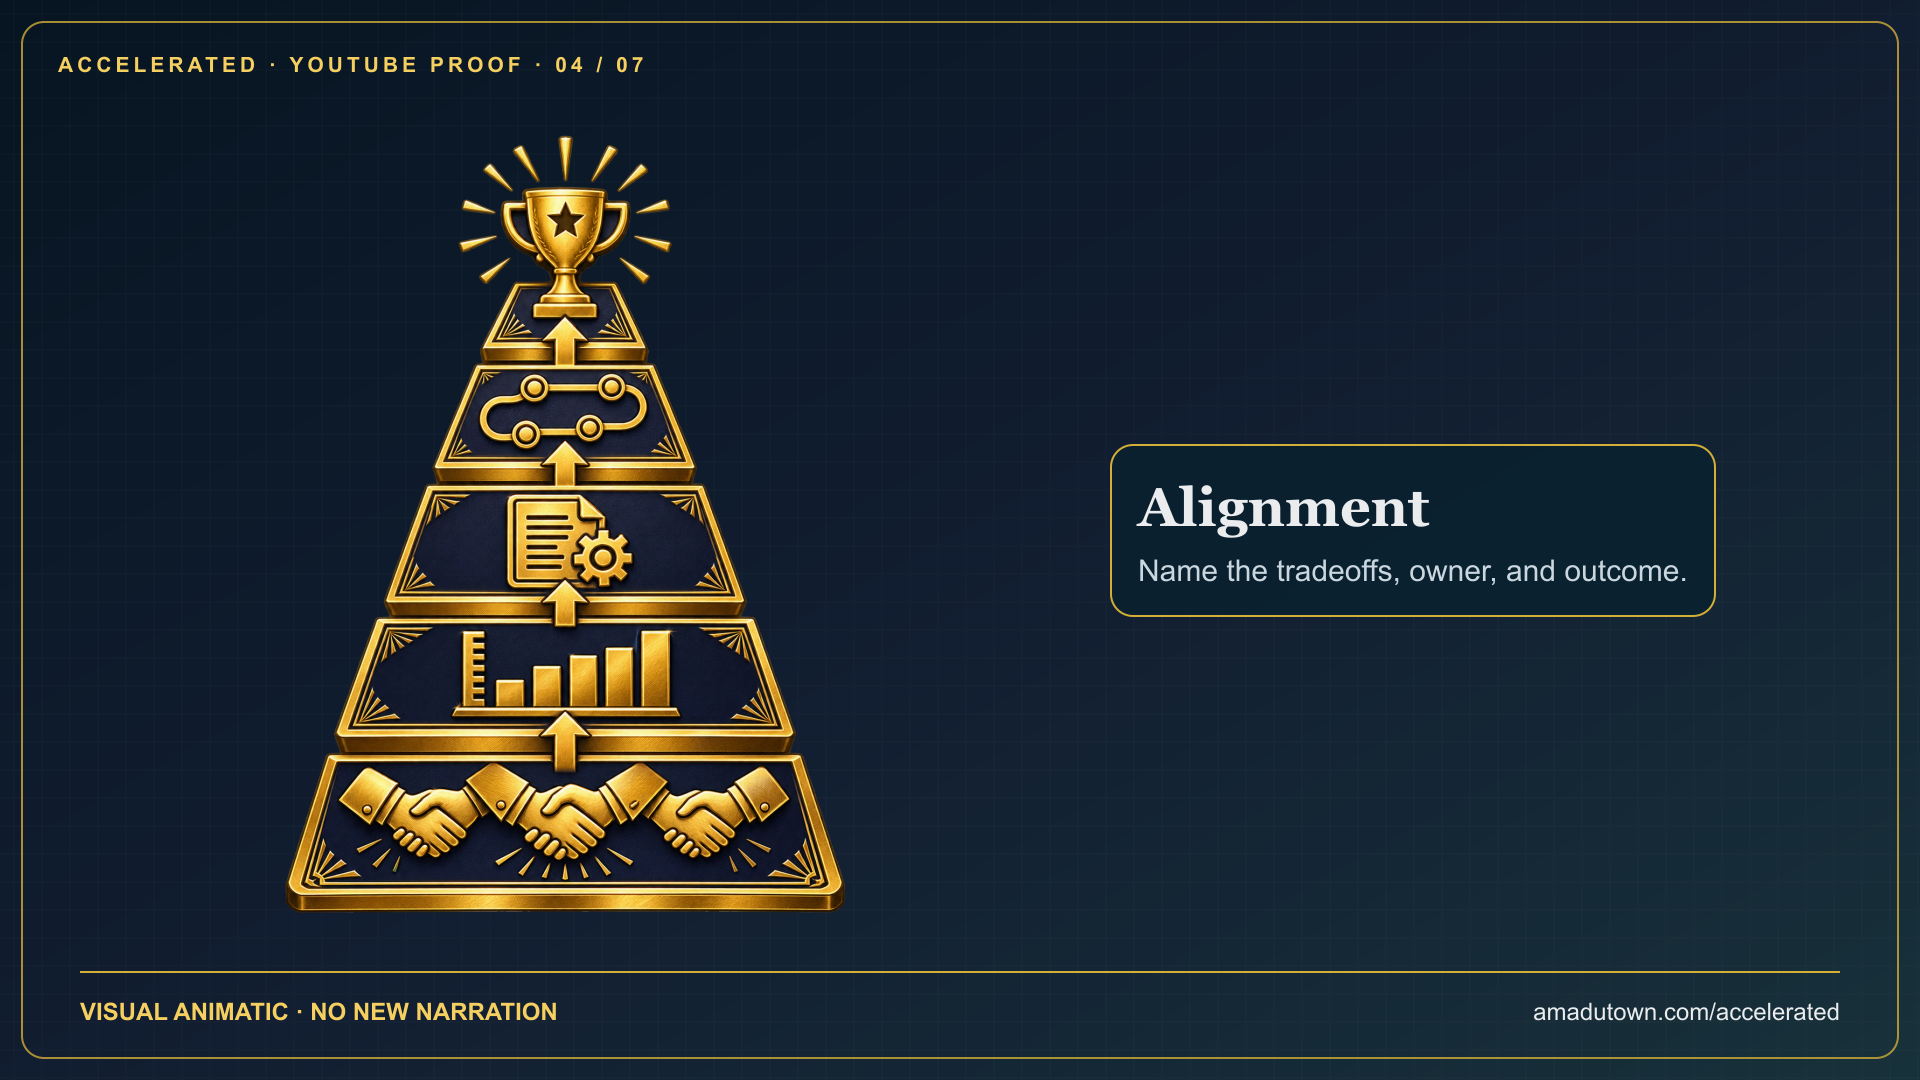 ACCELERATED · YOUTUBE PROOF · 04 / 07
Alignment
Name the tradeoffs, owner, and outcome.
VISUAL ANIMATIC · NO NEW NARRATION
amadutown.com/accelerated